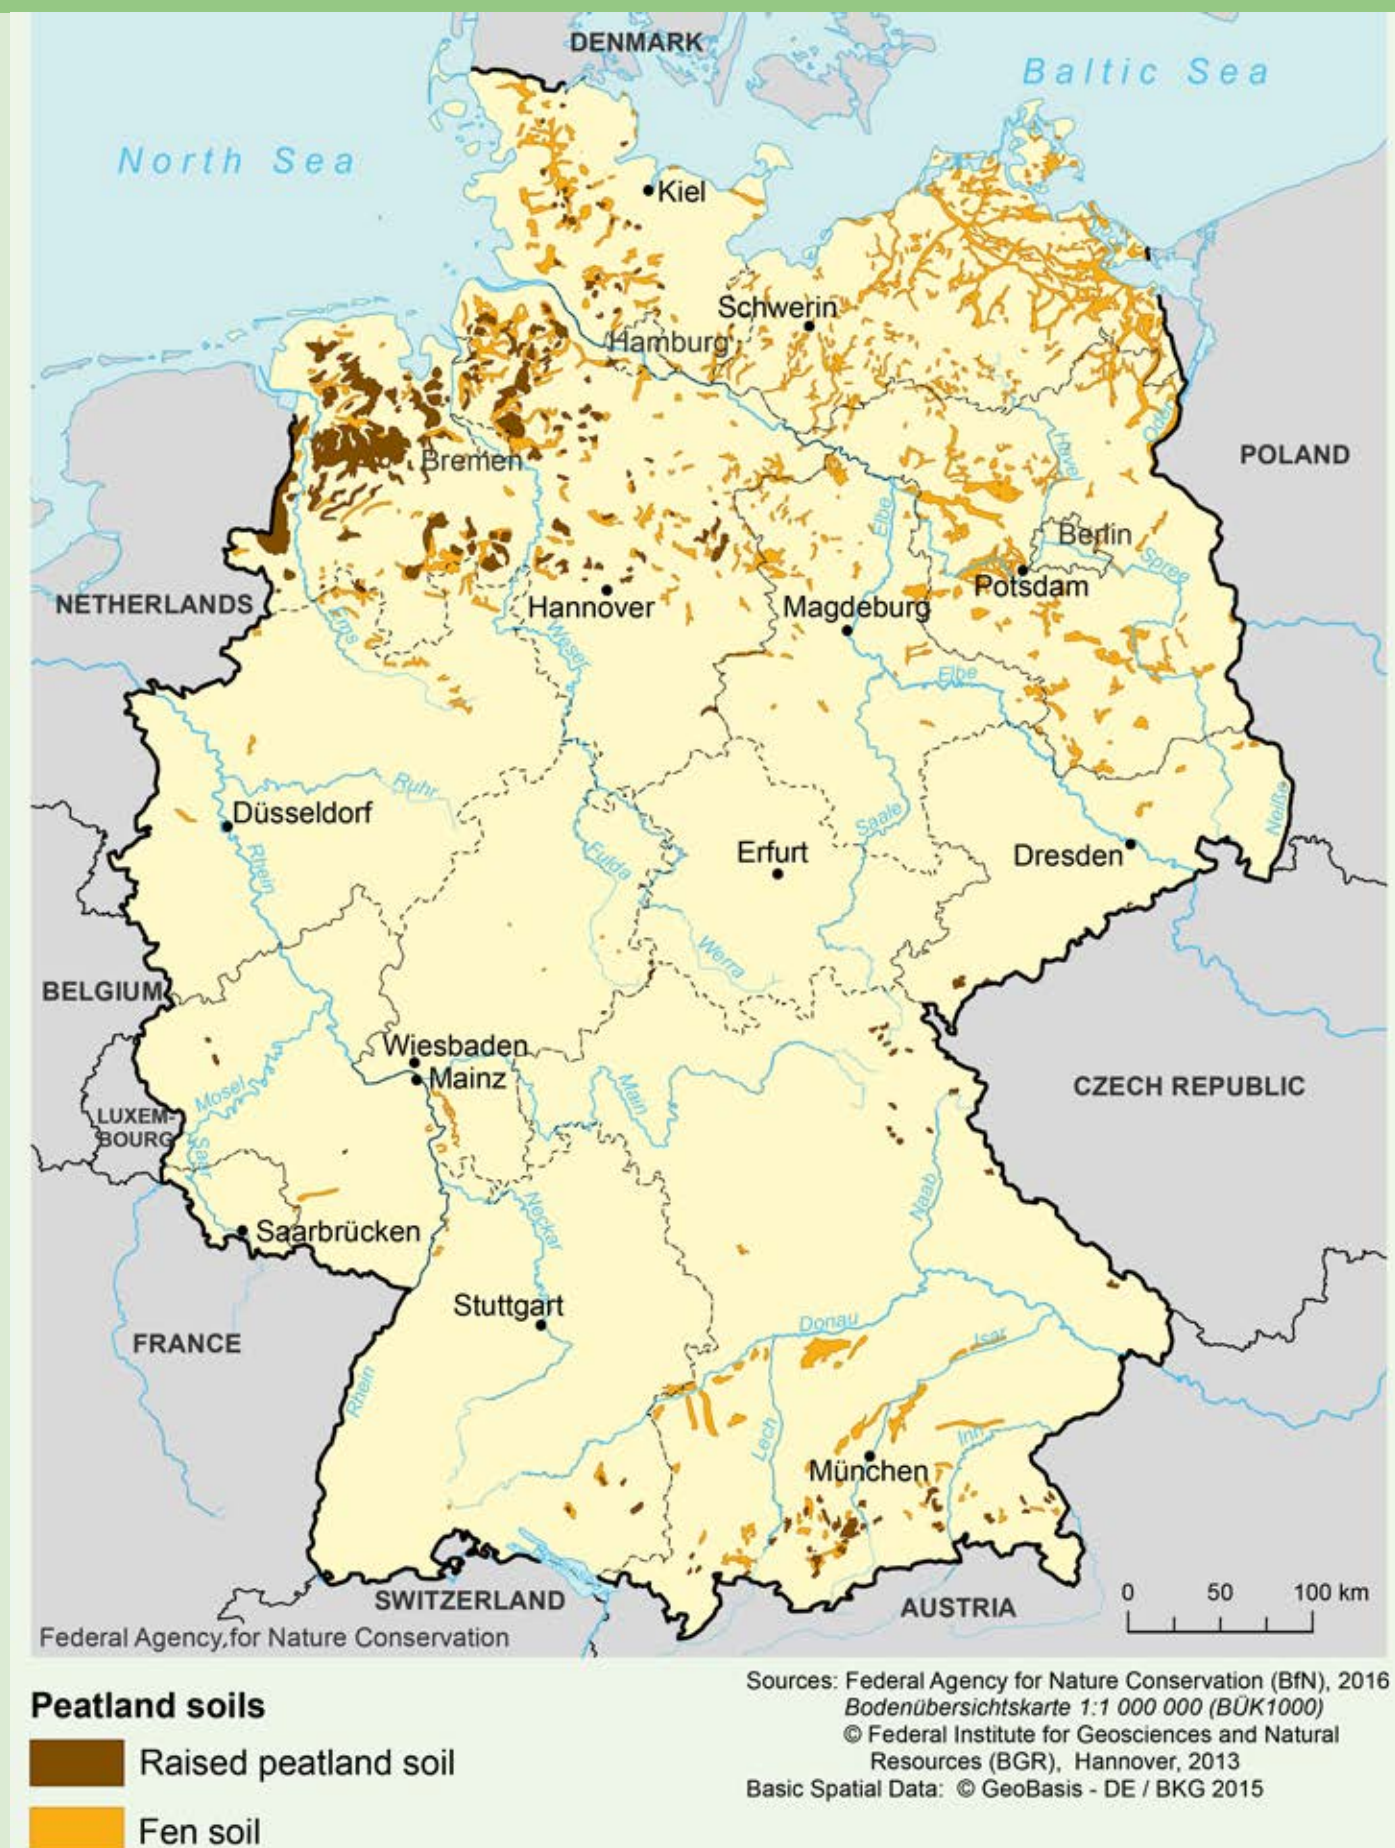 DENMARK
Baltic Sea
North Sea
Kiel
Schwerin
Hamburg
Oder
Havel
POLAND
Bremen
Elbe
Berlin
Spree
Potsdam
NETHERLANDS
Hannover
Magdeburg
Ems
Weser
Elbe
Ruhr
Neiße
Düsseldorf
Saale
Rhein
Fulda
Erfurt
Dresden
Werra
BELGIUM
Wiesbaden
Mainz
Main
CZECH REPUBLIC
Mosel
LUXEM-
BOURG
Saar
Naab
Neckar
Saarbrücken
Stuttgart
Donau
Isar
FRANCE
Rhein
Lech
Inn
München
SWITZERLAND
AUSTRIA
0 50 100 km
Federal Agency for Nature Conservation
Peatland soils
Raised peatland soil
Fen soil
Sources: Federal Agency for Nature Conservation (BfN), 2016
Bodenübersichtskarte 1:1 000 000 (BÜK1000)
© Federal Institute for Geosciences and Natural
Resources (BGR), Hannover, 2013
Basic Spatial Data: © GeoBasis - DE / BKG 2015